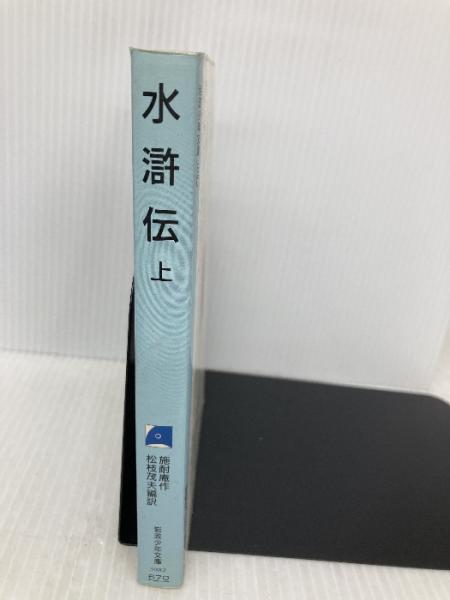 水滸伝
上
施耐庵作
松枝茂夫編訳
岩波少年文庫